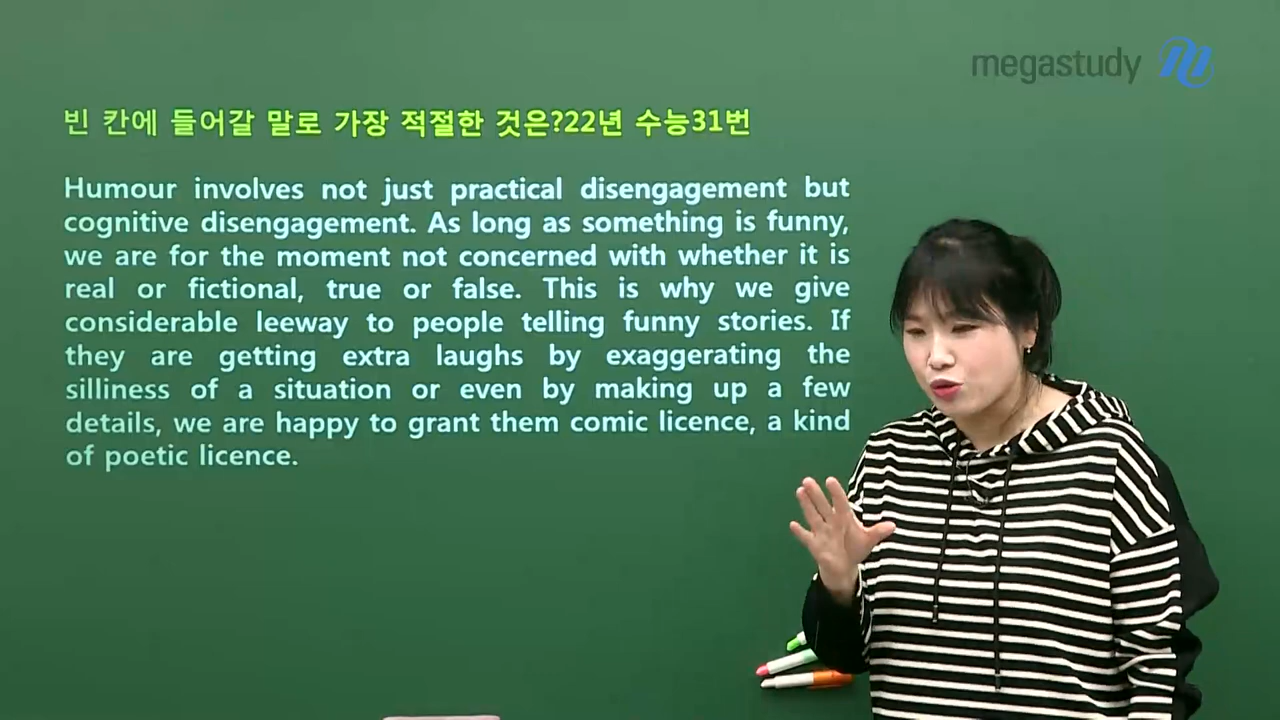 megastudy
빈 칸에 들어갈 말로 가장 적절한 것은?22년 수능31번
Humour involves not just practical disengagement but
cognitive disengagement. As long as something is funny,
we are for the moment not concerned with whether it is
real or fictional, true or false. This is why we give
considerable leeway to people telling funny stories. If
they are getting extra laughs by exaggerating the
silliness of a situation or even by making up a few
details, we are happy to grant them comic licence, a kind
of poetic licence.